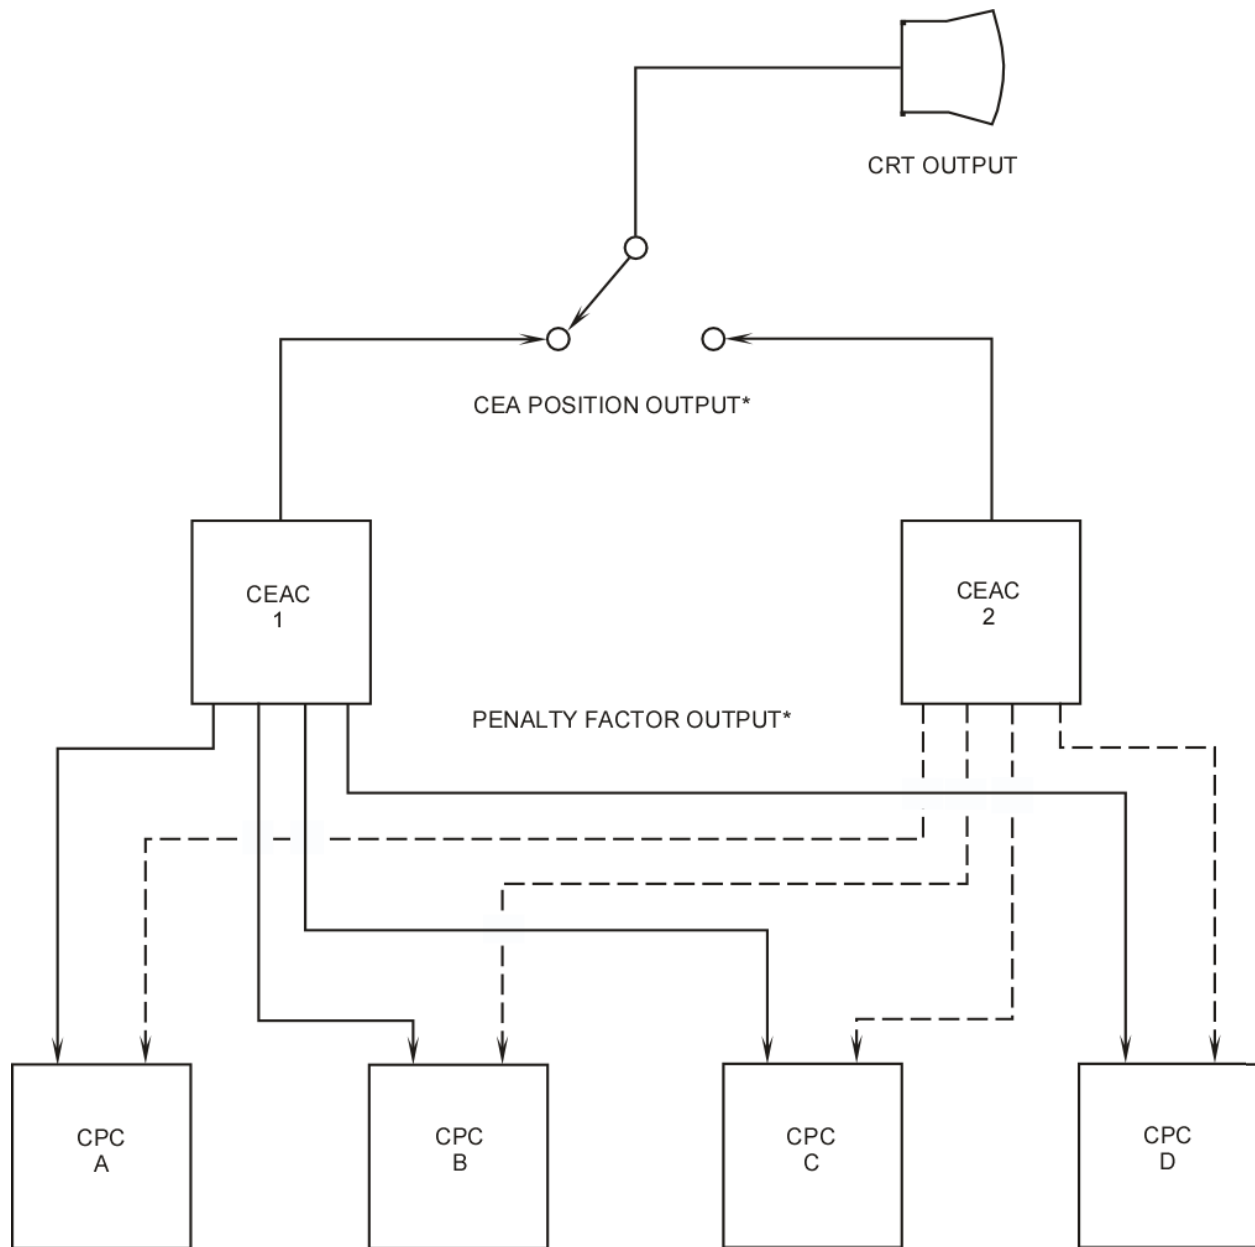 CRT OUTPUT
CEA POSITION OUTPUT*
CEAC
1
CEAC
2
PENALTY FACTOR OUTPUT*
CPC
A
CPC
B
CPC
C
CPC
D